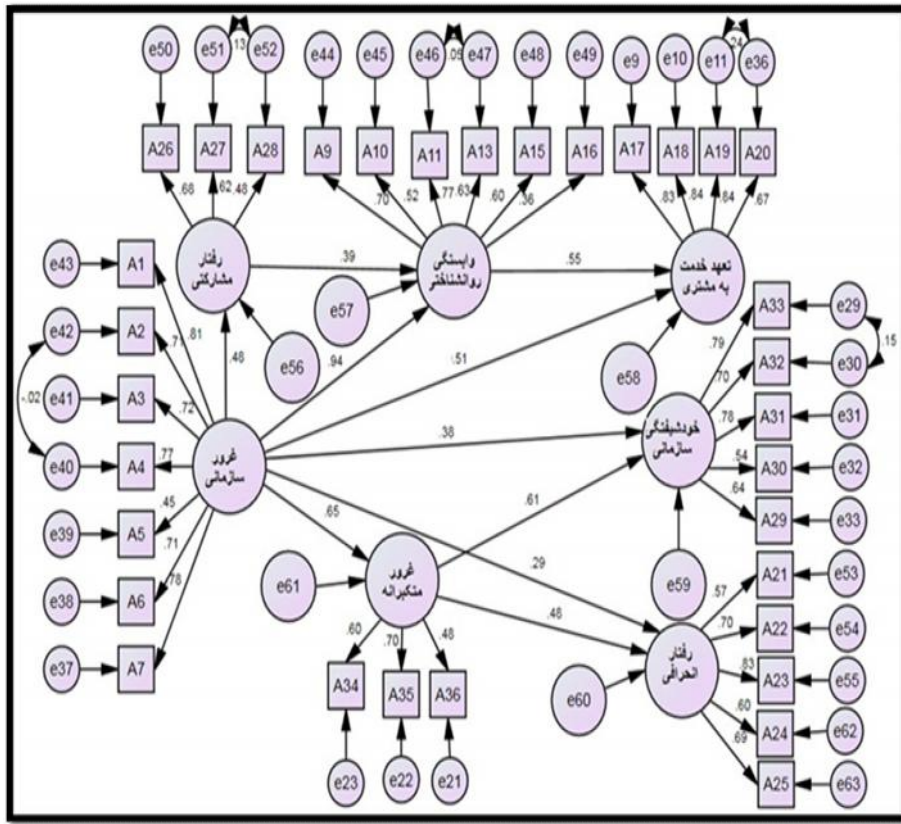 e50 e51 .13 e52 e44 e45 e46 .05 e47 e48 e49 e9 e10 e11 .24 e36
A26 A27 A28 A9 A10 A11 A13 A15 A16 A17 A18 A19 A20
.68 .62 .48 .70 .52 .77 .63 .60 .36 .83 .84 .84 .67
رفتار
مشارکتی
.39
وابستگی
روانشناختی
.55
تعهد خدمت
به مشتری
e43 A1 .81
e42 A2
-.02
e41 A3 .72
e40 A4 .77
e39 A5 .45
e38 A6 .71
e37 A7 .78
.48 e56 e57 .94 .51 e58
غرور
سازمانی
.38
خودشیفتگی
سازمانی
.79 A33 e29
.15
.70 A32 e30
.78 A31 e31
.54 A30 e32
.64 A29 e33
e59
.65 .61 .29
e61
غرور
متکبرانه
.48
e60
رفتار
انحرافی
.57 A21 e53
.70 A22 e54
.83 A23 e55
.60 A24 e62
.69 A25 e63
.60 .70 .48
A34 A35 A36
e23 e22 e21